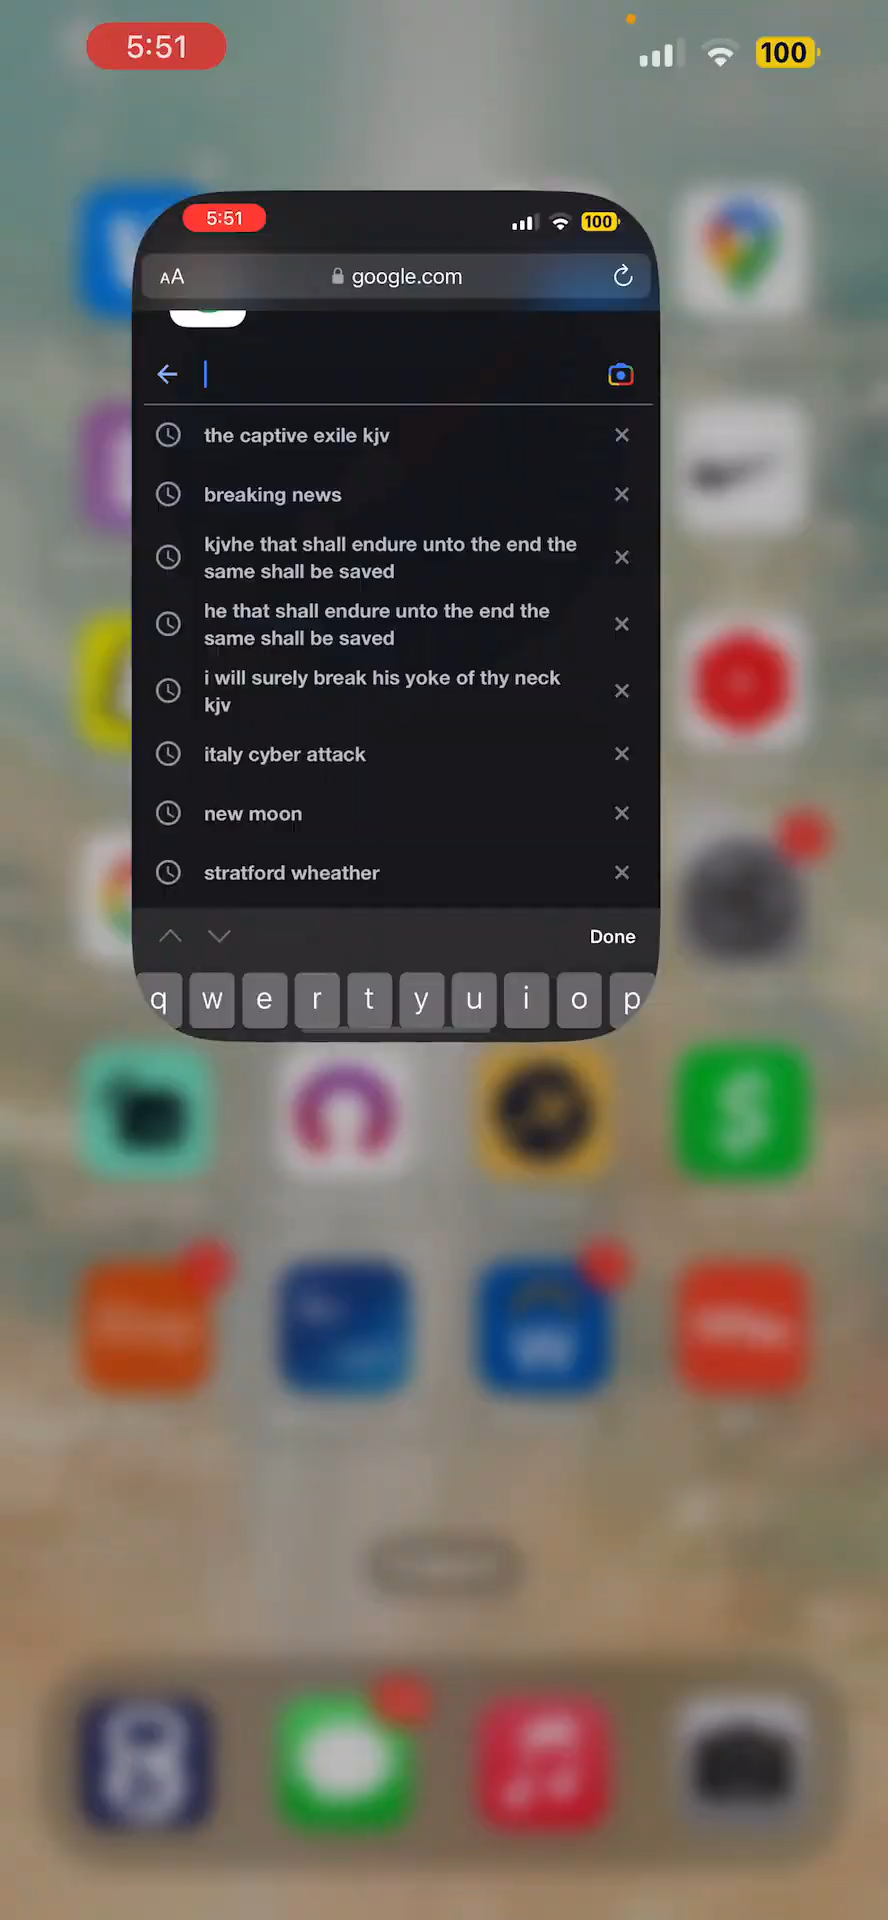 5:51
100
5:51
100
AA
google.com
the captive exile kjv
breaking news
kjvhe that shall endure unto the end the
same shall be saved
he that shall endure unto the end the
same shall be saved
i will surely break his yoke of thy neck
kjv
italy cyber attack
new moon
stratford wheather
Done
q w e r t y u i o p
$
W